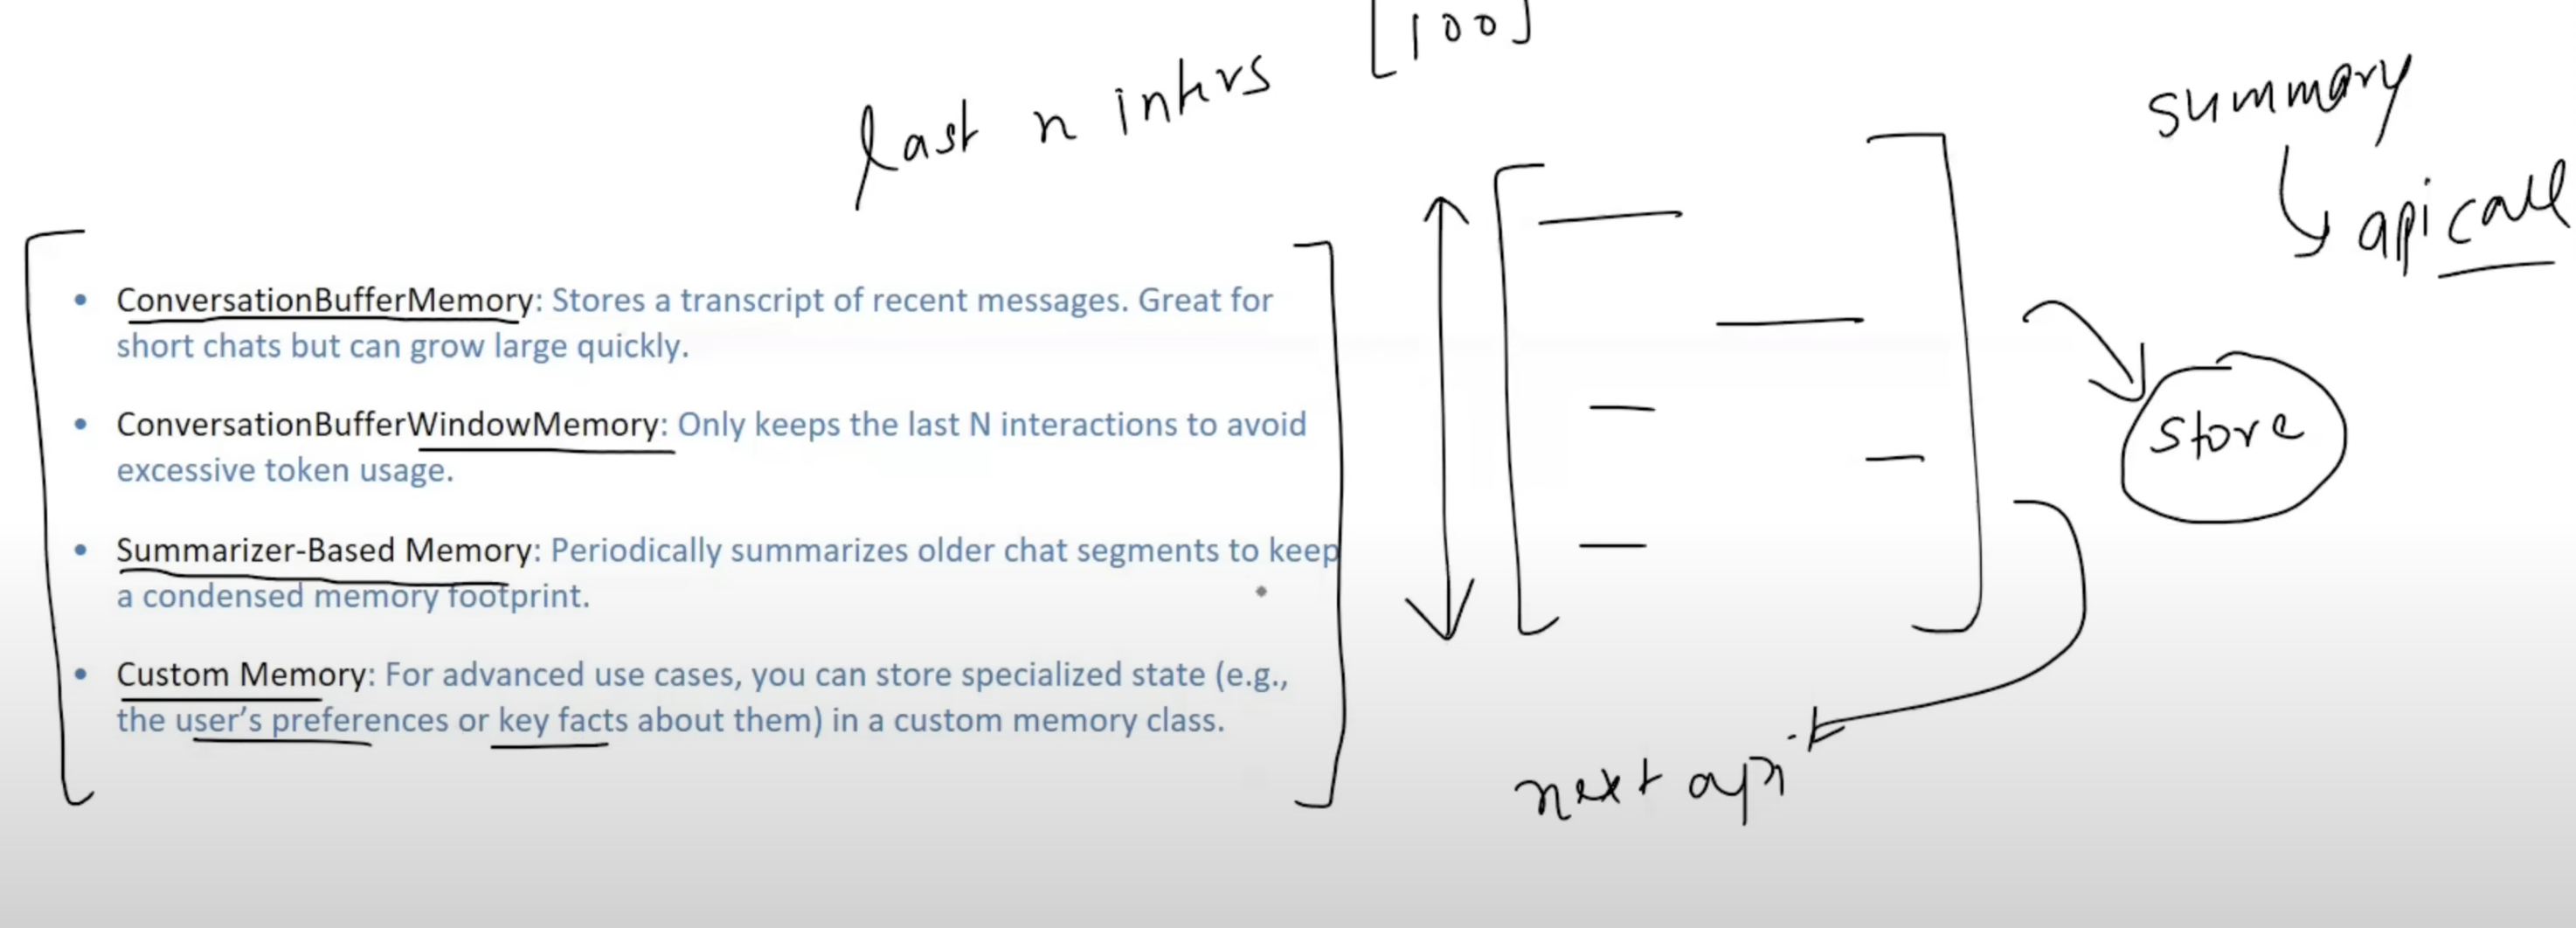 [100]
last n inters
summary
api call
• ConversationBufferMemory: Stores a transcript of recent messages. Great for
short chats but can grow large quickly.
• ConversationBufferWindowMemory: Only keeps the last N interactions to avoid
excessive token usage.
• Summarizer-Based Memory: Periodically summarizes older chat segments to keep
a condensed memory footprint.
• Custom Memory: For advanced use cases, you can store specialized state (e.g.,
the user’s preferences or key facts about them) in a custom memory class.
store
next api